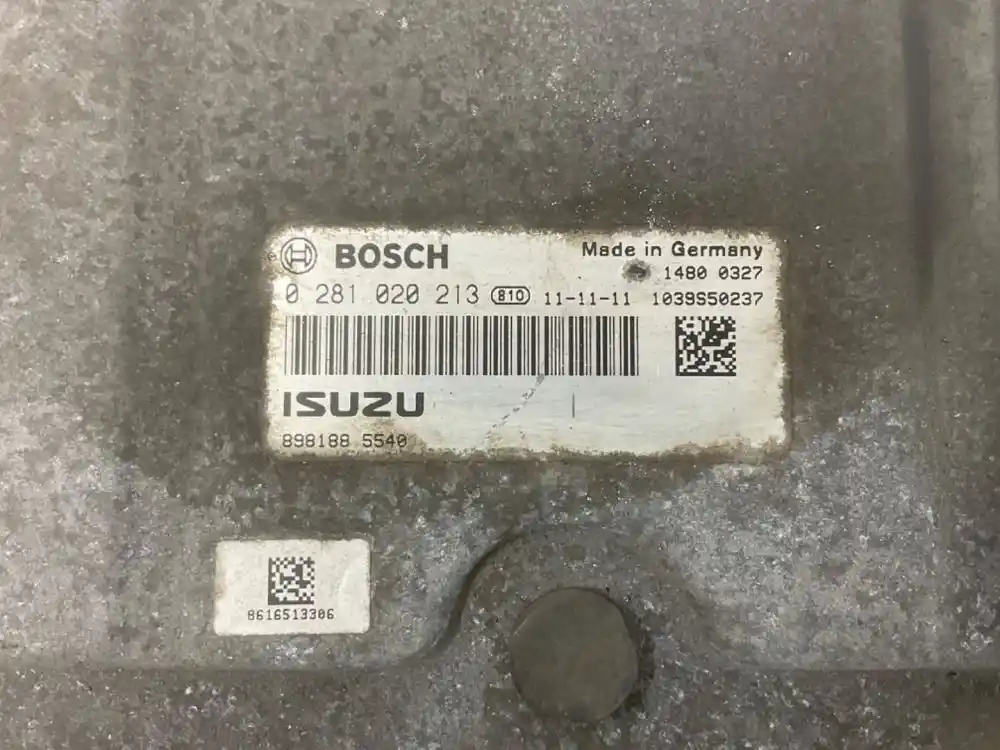 BOSCH
Made in Germany
1480 0327
0 281 020 213 810 11-11-11 1039S50237
ISUZU
898188 5540
8616513306